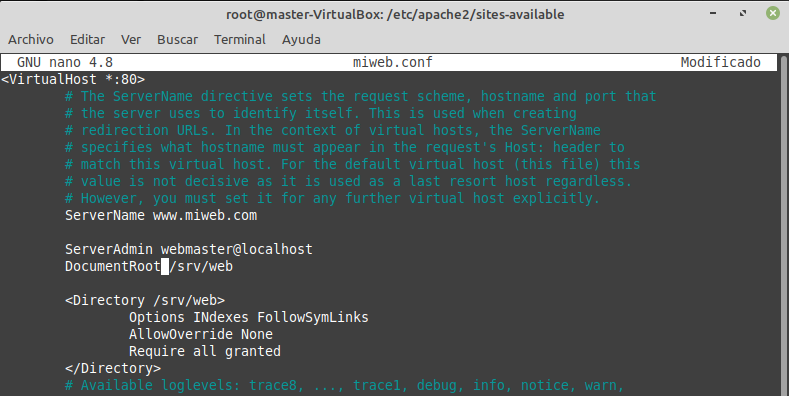 root@master-VirtualBox: /etc/apache2/sites-available
Archivo Editar Ver Buscar Terminal Ayuda
GNU nano 4.8 miweb.conf Modificado
<VirtualHost *:80>
# The ServerName directive sets the request scheme, hostname and port that
# the server uses to identify itself. This is used when creating
# redirection URLs. In the context of virtual hosts, the ServerName
# specifies what hostname must appear in the request's Host: header to
# match this virtual host. For the default virtual host (this file) this
# value is not decisive as it is used as a last resort host regardless.
# However, you must set it for any further virtual host explicitly.
ServerName www.miweb.com
ServerAdmin webmaster@localhost
DocumentRoot /srv/web
<Directory /srv/web>
Options INdexes FollowSymLinks
AllowOverride None
Require all granted
</Directory>
# Available loglevels: trace8, ..., trace1, debug, info, notice, warn,